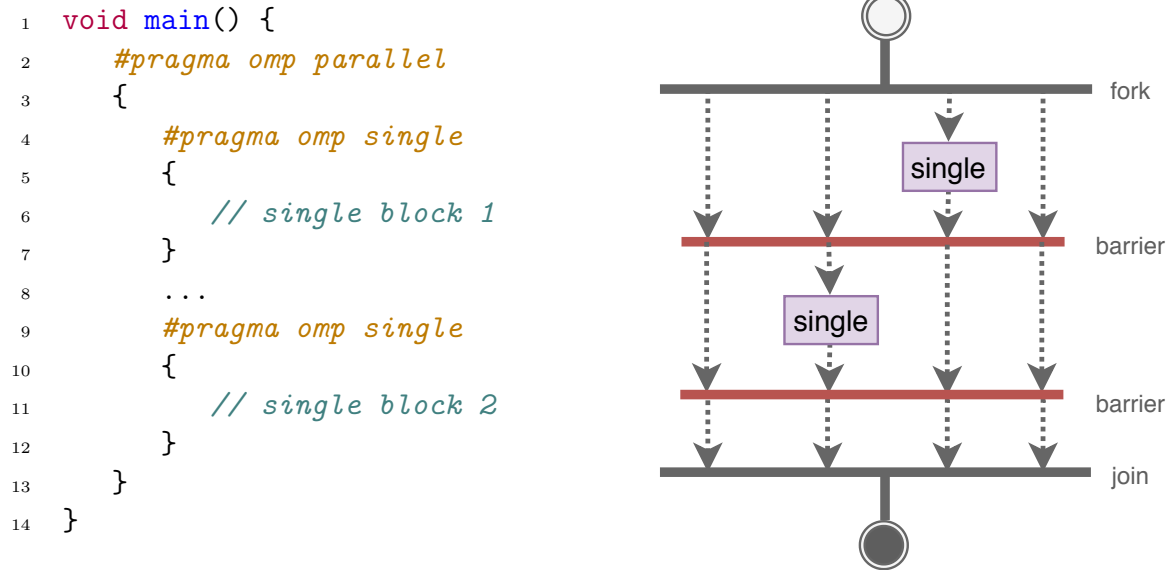 1 void main() {
2 #pragma omp parallel
3 {
4 #pragma omp single
5 {
6 // single block 1
7 }
8 ...
9 #pragma omp single
10 {
11 // single block 2
12 }
13 }
14 }
fork
single
barrier
single
barrier
join